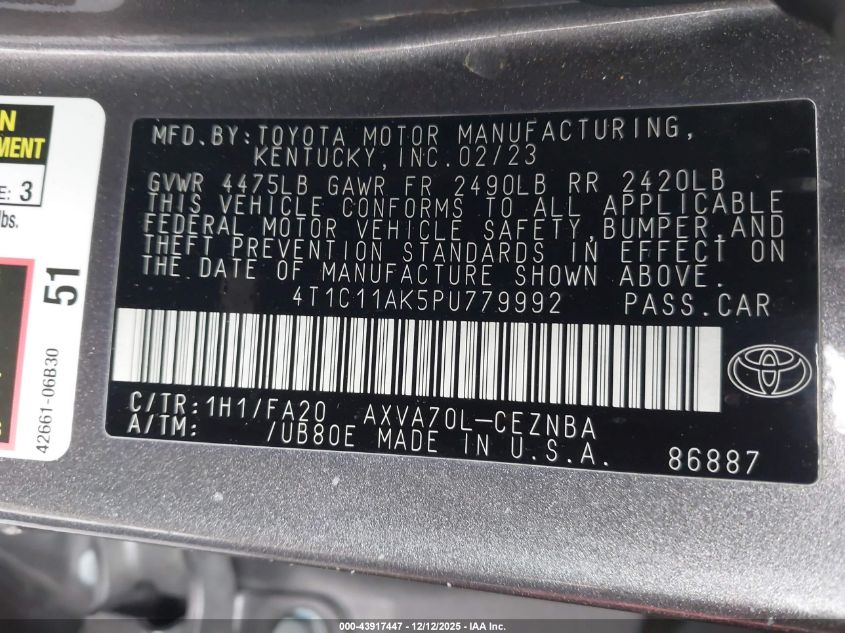 N
MENT
E: 3
lbs.
51
42661-06B30
MFD.BY:TOYOTA MOTOR MANUFACTURING,
KENTUCKY,INC.02/23
GVWR 4475LB GAWR FR 2490LB RR 2420LB
THIS VEHICLE CONFORMS TO ALL APPLICABLE
FEDERAL MOTOR VEHICLE SAFETY,BUMPER,AND
THEFT PREVENTION STANDARDS IN EFFECT ON
THE DATE OF MANUFACTURE SHOWN ABOVE.
4T1C11AK5PU779992 PASS.CAR
C/TR:1H1/FA20 AXVA70L-CEZNBA
A/TM: /UB80E MADE IN U.S.A.
86887
000-43917447 - 12/12/2025 - IAA Inc.